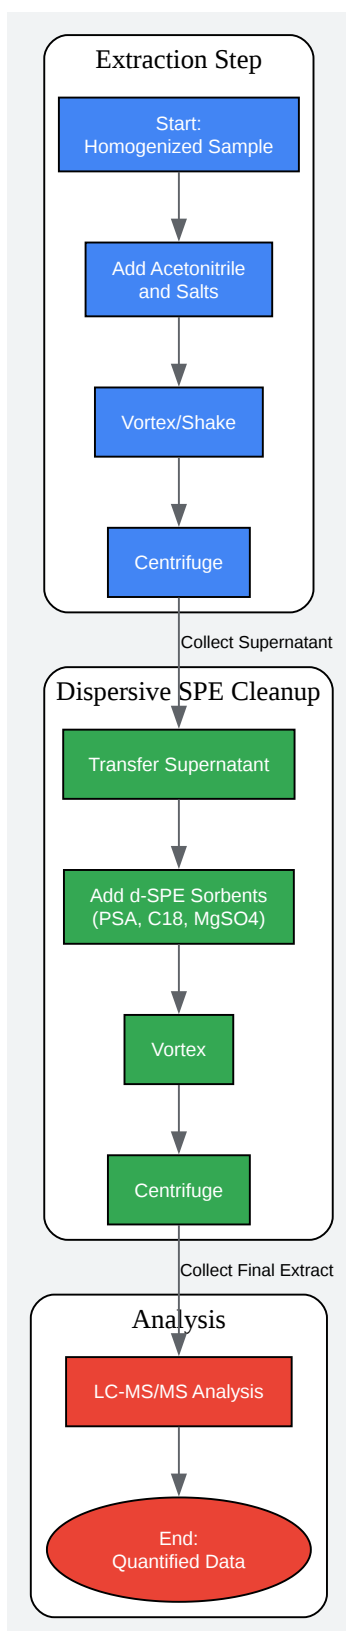 Extraction Step
Start:
Homogenized Sample
Add Acetonitrile
and Salts
Vortex/Shake
Centrifuge
Collect Supernatant
Dispersive SPE Cleanup
Transfer Supernatant
Add d-SPE Sorbents
(PSA, C18, MgSO4)
Vortex
Centrifuge
Collect Final Extract
Analysis
LC-MS/MS Analysis
End:
Quantified Data